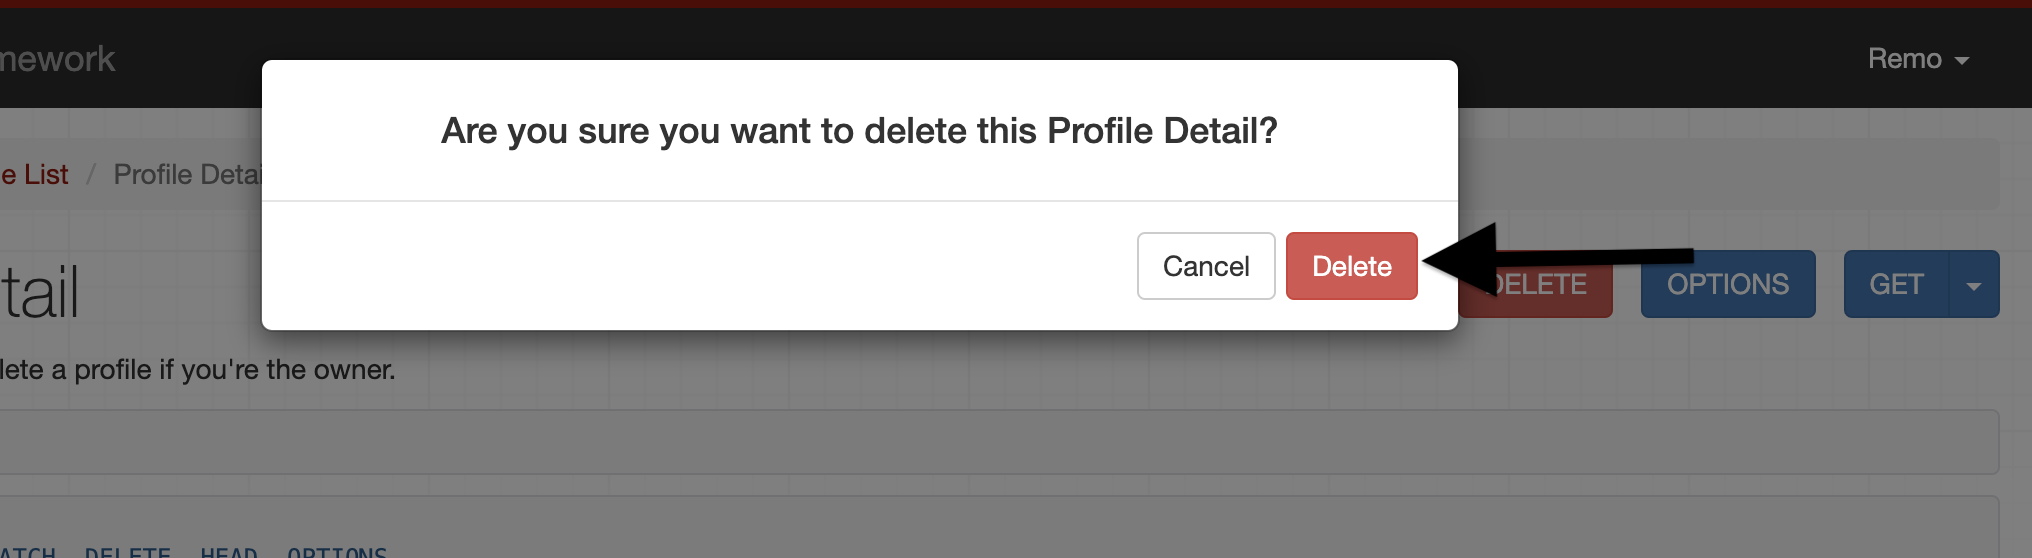 mework
Remo
Are you sure you want to delete this Profile Detail?
e List / Profile Detai
Cancel
Delete
DELETE
OPTIONS
GET
tail
lete a profile if you're the owner.
ATCH, DELETE, HEAD, OPTIONS